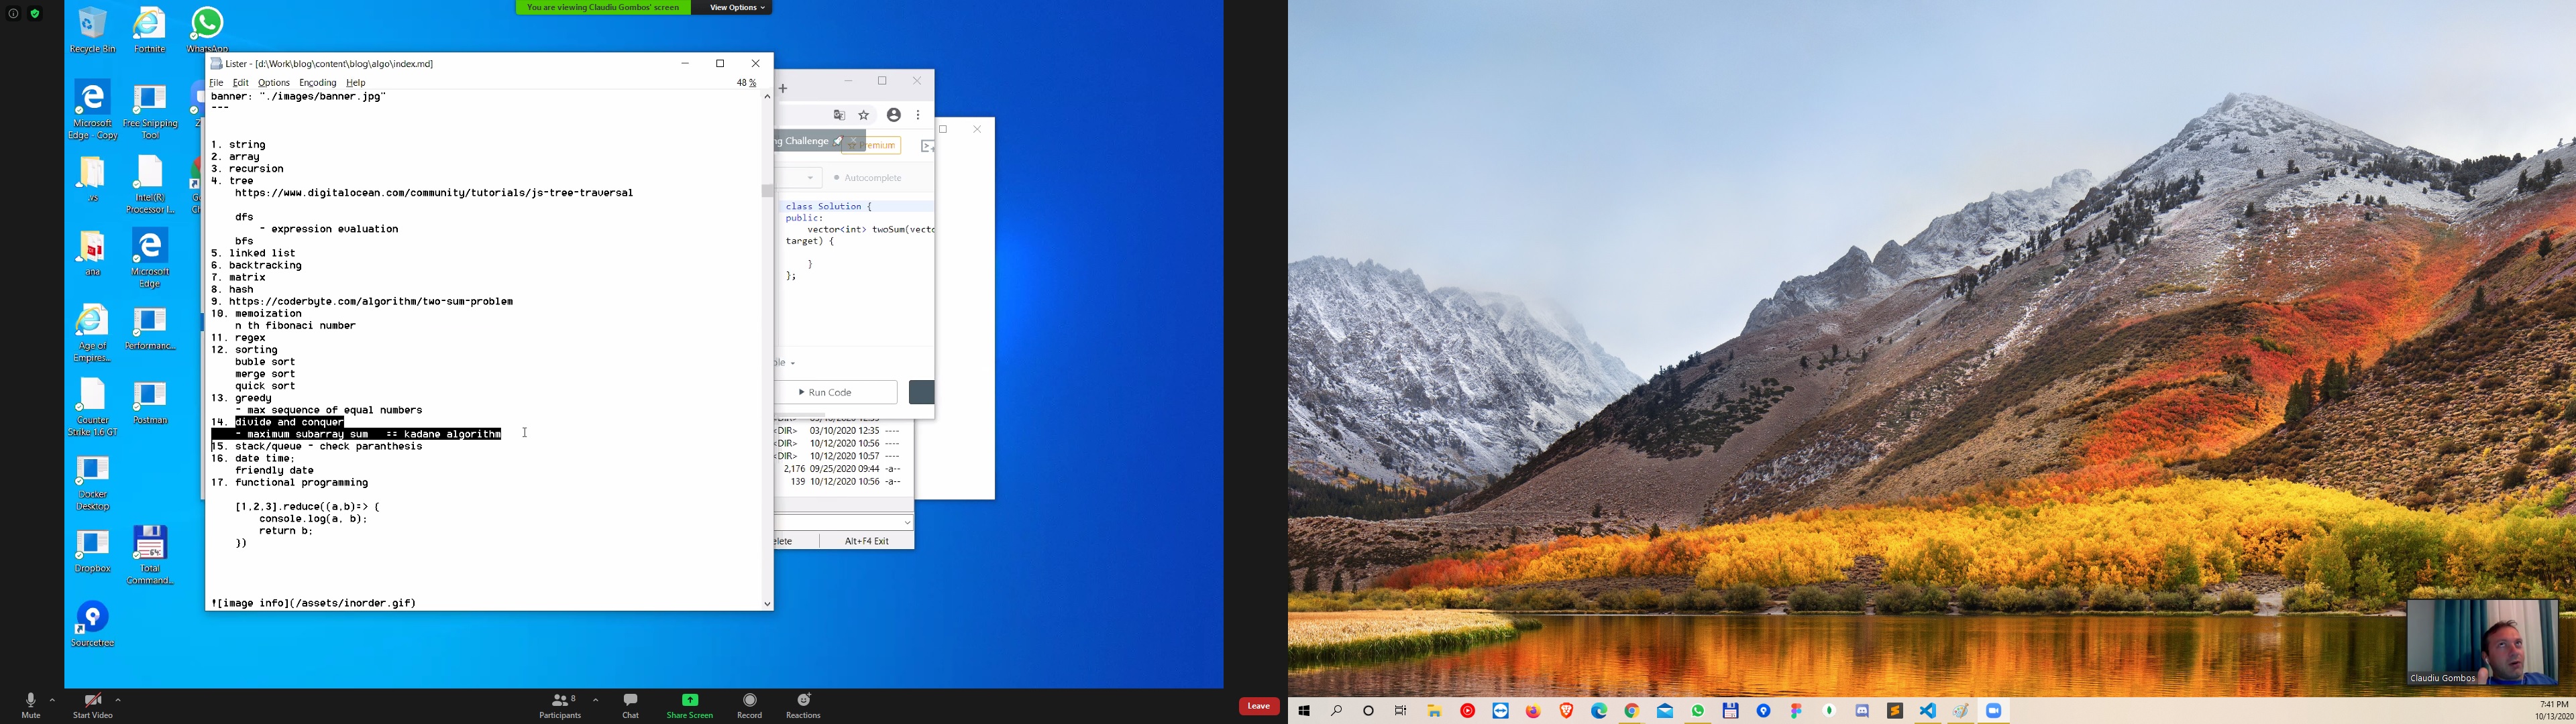 You are viewing Claudiu Gombos' screen
View Options
Recycle Bin
Fortnite
WhatsApp
Microsoft Edge - Copy
Free Snipping Tool
.vs
Intel(R) Processor I...
ana
Microsoft Edge
Age of Empires...
Performanc...
Counter Strike 1.6 GT
Postman
Docker Desktop
Dropbox
Total Command...
Sourcetree
Lister - [d:\Work\blog\content\blog\algo\index.md]
File Edit Options Encoding Help
48 %
banner: "./images/banner.jpg"
---
1. string
2. array
3. recursion
4. tree
https://www.digitalocean.com/community/tutorials/js-tree-traversal
dfs
- expression evaluation
bfs
5. linked list
6. backtracking
7. matrix
8. hash
9. https://coderbyte.com/algorithm/two-sum-problem
10. memoization
n th fibonaci number
11. regex
12. sorting
buble sort
merge sort
quick sort
13. greedy
- max sequence of equal numbers
14. divide and conquer
- maximum subarray sum == kadane algorithm
15. stack/queue - check paranthesis
16. date time;
friendly date
17. functional programming
[1,2,3].reduce((a,b)=> {
console.log(a, b);
return b;
})
![image info](/assets/inorder.gif)
ng Challenge
Premium
Autocomplete
class Solution {
public:
vector<int> twoSum(vecto
target) {
}
};
Run Code
<DIR> 03/10/2020 12:35 ----
<DIR> 10/12/2020 10:56 ----
<DIR> 10/12/2020 10:57 ----
2,176 09/25/2020 09:44 -a--
139 10/12/2020 10:56 -a--
elete
Alt+F4 Exit
Mute
Start Video
Participants
8
Chat
Share Screen
Record
Reactions
Leave
Claudiu Gombos
7:41 PM
10/13/2020